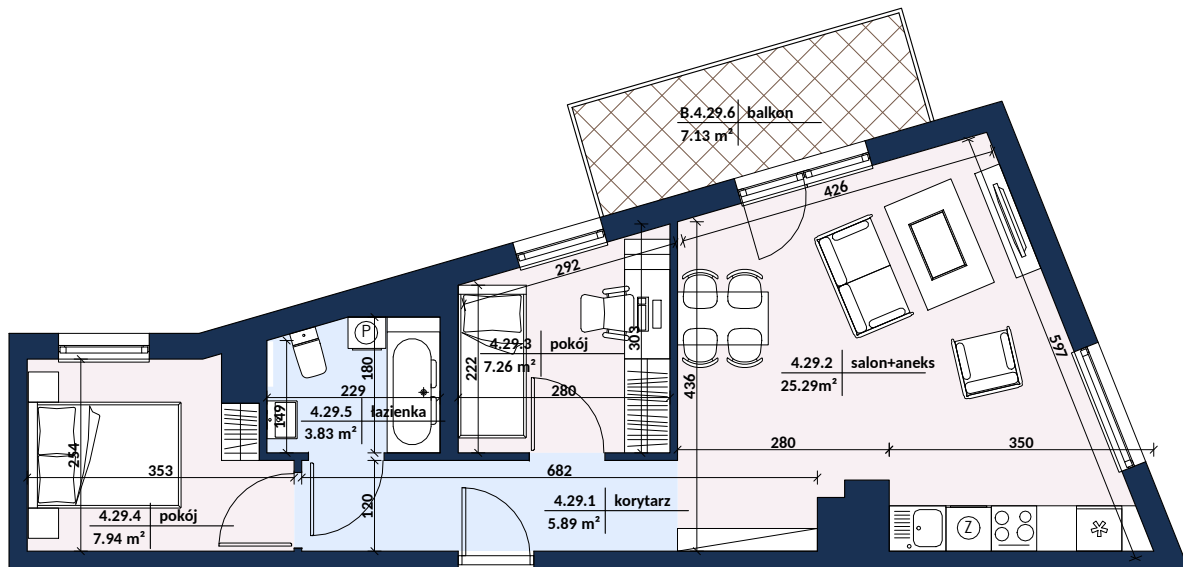 B.4.29.6 balkon
7.13 m²
426
292
303
4.29.3 pokój
7.26 m²
222
280
P
180
229
149
4.29.5 łazienka
3.83 m²
436
4.29.2 salon+aneks
25.29m²
597
280
350
254
353
682
120
4.29.4 pokój
7.94 m²
4.29.1 korytarz
5.89 m²
Z